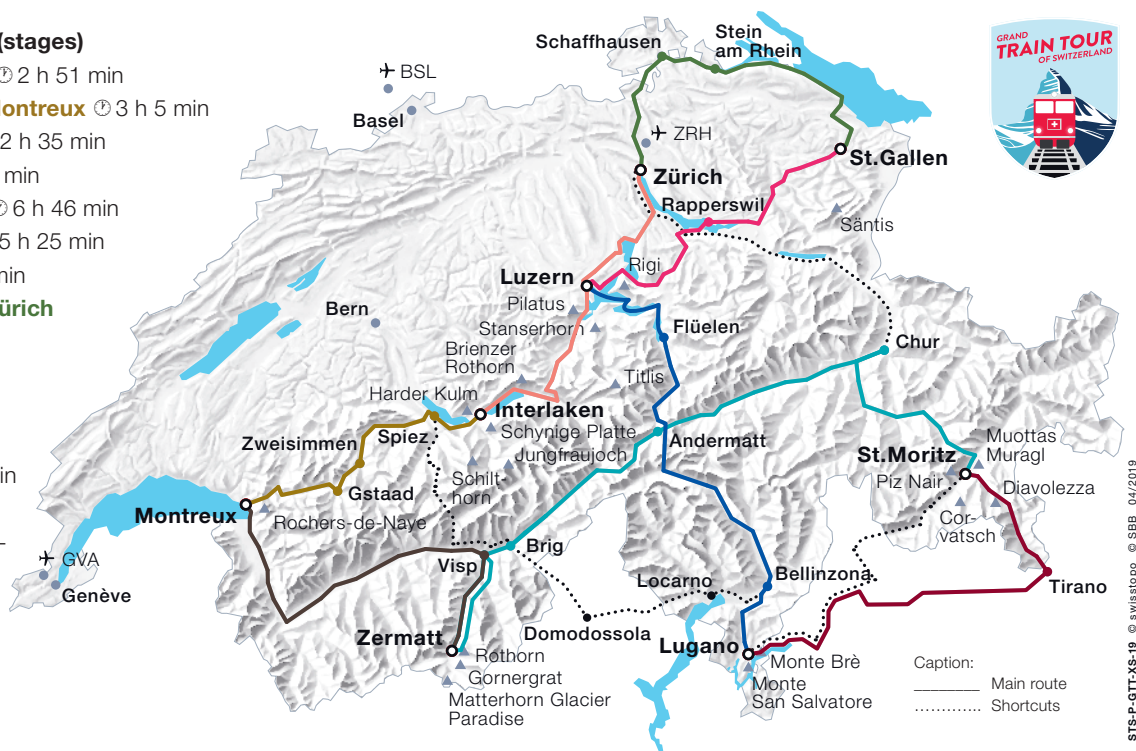 (stages)
2 h 51 min
Montreux 3 h 5 min
2 h 35 min
min
6 h 46 min
5 h 25 min
min
ürich
in
GRAND
TRAIN TOUR
OF SWITZERLAND
Schaffhausen
Stein
am Rhein
BSL
Basel
ZRH
Zürich
St.Gallen
Rapperswil
Säntis
Luzern
Rigi
Pilatus
Bern
Stanserhorn
Flüelen
Brienzer
Rothorn
Chur
Titlis
Harder Kulm
Interlaken
Zweisimmen
Spiez
Schynige Platte
Andermatt
Jungfraujoch
Muottas
Muragl
St.Moritz
Schilt-
horn
Piz Nair
Diavolezza
Gstaad
Montreux
Rochers-de-Naye
Cor-
vatsch
Brig
GVA
Visp
Genève
Locarno
Bellinzona
Tirano
Domodossola
Zermatt
Lugano
Rothorn
Gornergrat
Monte Brè
Matterhorn Glacier
Paradise
Monte
San Salvatore
Caption:
Main route
Shortcuts
STS-P-GTT-XS-19 © swisstopo © SBB 04/2019